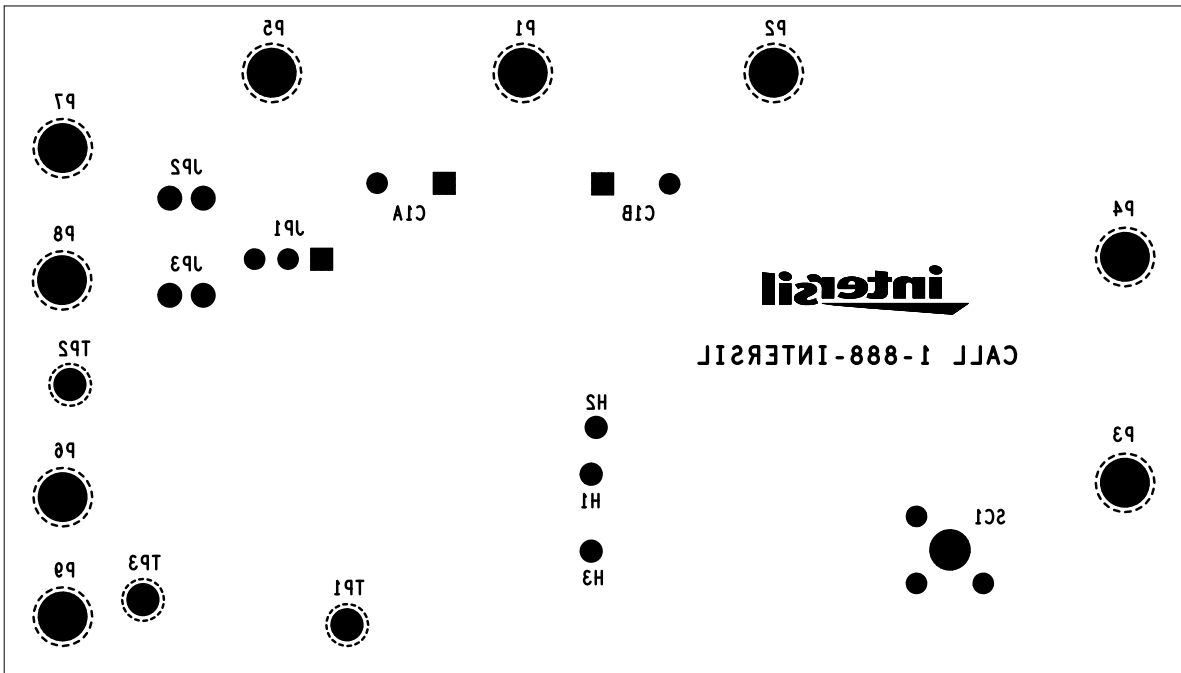 P5
P1
P2
P7
JP2
C1A
C1B
P4
P8
JP1
JP3
intersil
CALL 1-888-INTERSIL
TP2
H2
P6
H1
P3
SC1
P9
TP3
H3
TP1